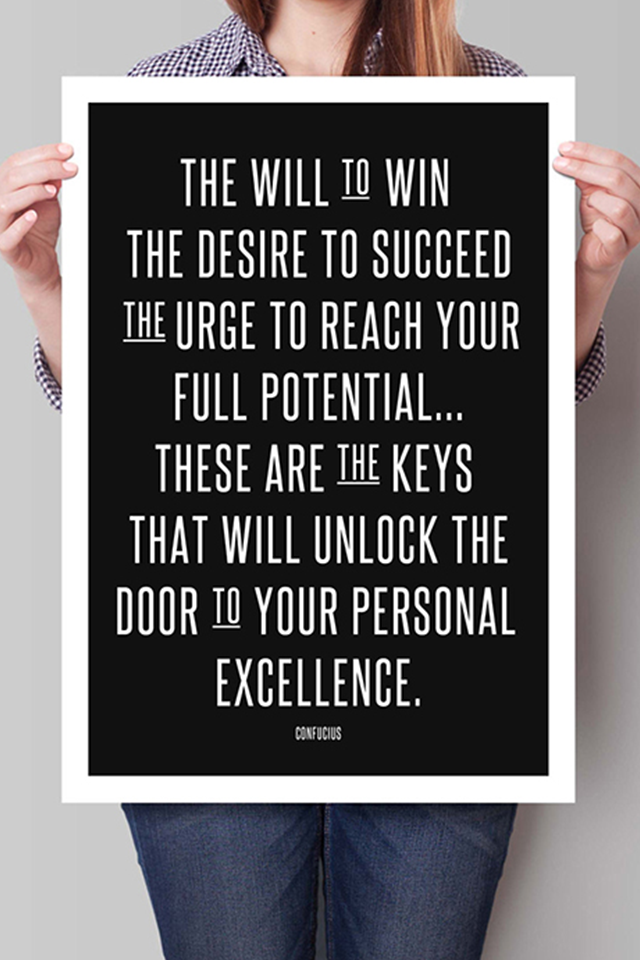 THE WILL TO WIN
THE DESIRE TO SUCCEED
THE URGE TO REACH YOUR
FULL POTENTIAL...
THESE ARE THE KEYS
THAT WILL UNLOCK THE
DOOR TO YOUR PERSONAL
EXCELLENCE.
CONFUCIUS